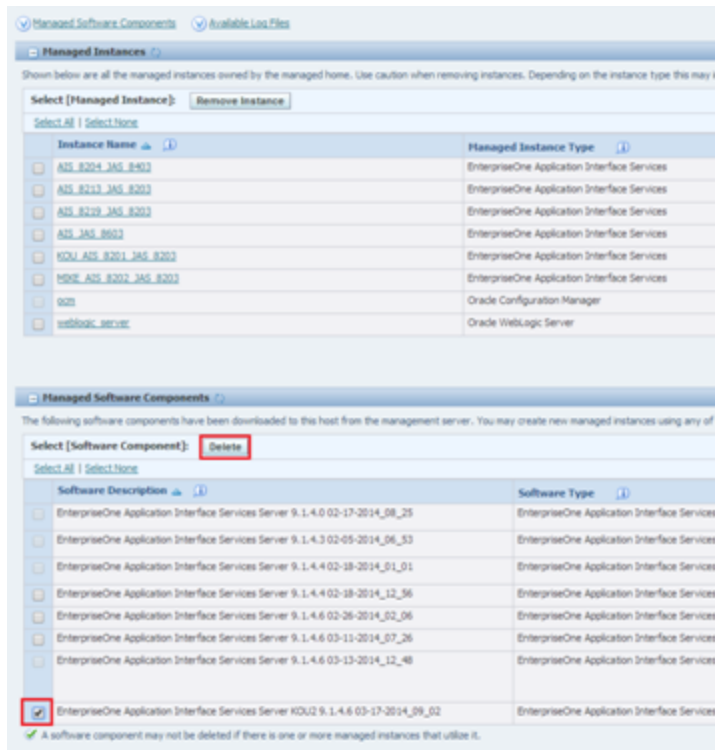 Managed Software Components Available Log Files
Managed Instances
Shown below are all the managed instances owned by the managed home. Use caution when removing instances. Depending on the instance type this may
Select [Managed Instance]: Remove Instance
Select All | Select None
Instance Name Managed Instance Type
AIS_8204_JAS_8403 EnterpriseOne Application Interface Services
AIS_8213_JAS_8203 EnterpriseOne Application Interface Services
AIS_8219_JAS_8203 EnterpriseOne Application Interface Services
AIS_JAS_8603 EnterpriseOne Application Interface Services
KOU_AIS_8201_JAS_8203 EnterpriseOne Application Interface Services
MIKE_AIS_8202_JAS_8203 EnterpriseOne Application Interface Services
ocm Oracle Configuration Manager
weblogic_server Oracle WebLogic Server
Managed Software Components
The following software components have been downloaded to this host from the management server. You may create new managed instances using any of
Select [Software Component]: Delete
Select All | Select None
Software Description Software Type
EnterpriseOne Application Interface Services Server 9.1.4.0 02-17-2014_08_25 EnterpriseOne Application Interface Services
EnterpriseOne Application Interface Services Server 9.1.4.3 02-05-2014_06_53 EnterpriseOne Application Interface Services
EnterpriseOne Application Interface Services Server 9.1.4.4 02-18-2014_01_01 EnterpriseOne Application Interface Services
EnterpriseOne Application Interface Services Server 9.1.4.4 02-18-2014_12_56 EnterpriseOne Application Interface Services
EnterpriseOne Application Interface Services Server 9.1.4.6 02-26-2014_02_06 EnterpriseOne Application Interface Services
EnterpriseOne Application Interface Services Server 9.1.4.6 03-11-2014_07_26 EnterpriseOne Application Interface Services
EnterpriseOne Application Interface Services Server 9.1.4.6 03-13-2014_12_48 EnterpriseOne Application Interface Services
EnterpriseOne Application Interface Services Server KOU2 9.1.4.6 03-17-2014_09_02 EnterpriseOne Application Interface Services
A software component may not be deleted if there is one or more managed instances that utilize it.